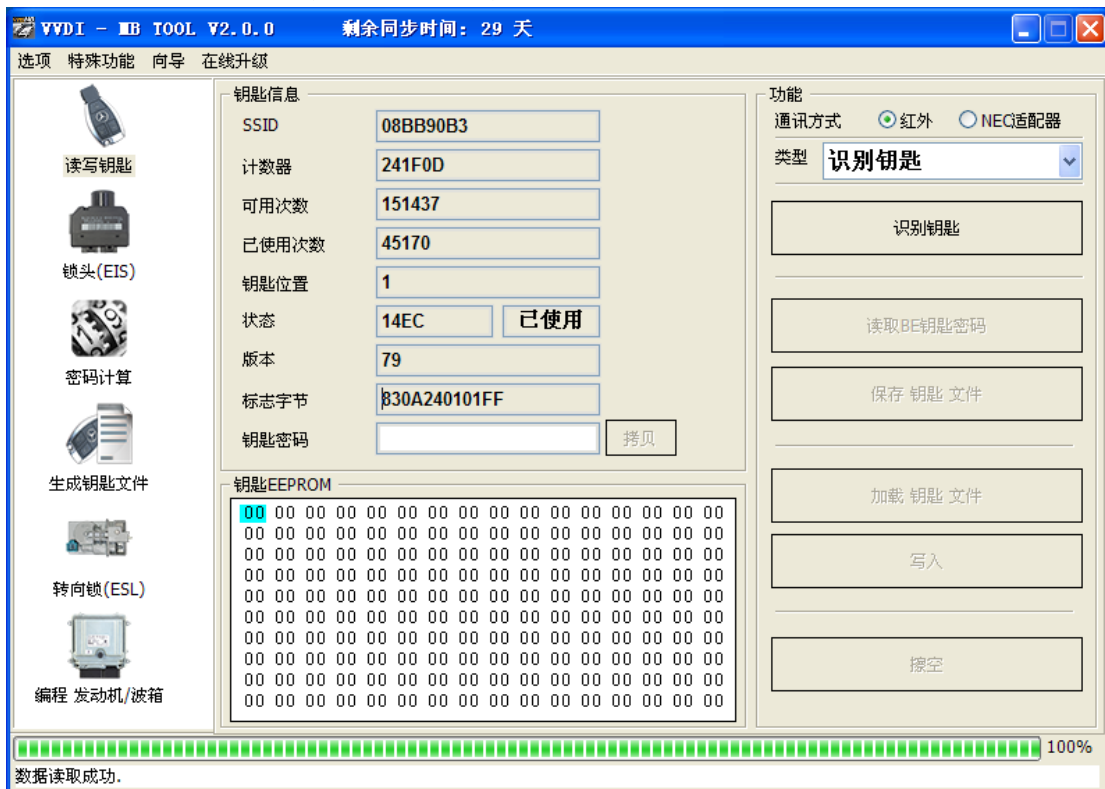 VVDI - MB TOOL V2.0.0 剩余同步时间: 29 天
选项 特殊功能 向导 在线升级
读写钥匙
锁头(EIS)
密码计算
生成钥匙文件
转向锁(ESL)
编程 发动机/波箱
钥匙信息
SSID 08BB90B3
计数器 241F0D
可用次数 151437
已使用次数 45170
钥匙位置 1
状态 14EC 已使用
版本 79
标志字节 830A240101FF
钥匙密码 拷贝
钥匙EEPROM
00 00 00 00 00 00 00 00 00 00 00 00 00 00 00 00
00 00 00 00 00 00 00 00 00 00 00 00 00 00 00 00
00 00 00 00 00 00 00 00 00 00 00 00 00 00 00 00
00 00 00 00 00 00 00 00 00 00 00 00 00 00 00 00
00 00 00 00 00 00 00 00 00 00 00 00 00 00 00 00
00 00 00 00 00 00 00 00 00 00 00 00 00 00 00 00
00 00 00 00 00 00 00 00 00 00 00 00 00 00 00 00
00 00 00 00 00 00 00 00 00 00 00 00 00 00 00 00
00 00 00 00 00 00 00 00 00 00 00 00 00 00 00 00
00 00 00 00 00 00 00 00 00 00 00 00 00 00 00 00
功能
通讯方式 红外 NEC适配器
类型 识别钥匙
识别钥匙
读取BE钥匙密码
保存 钥匙 文件
加载 钥匙 文件
写入
擦空
100%
数据读取成功.